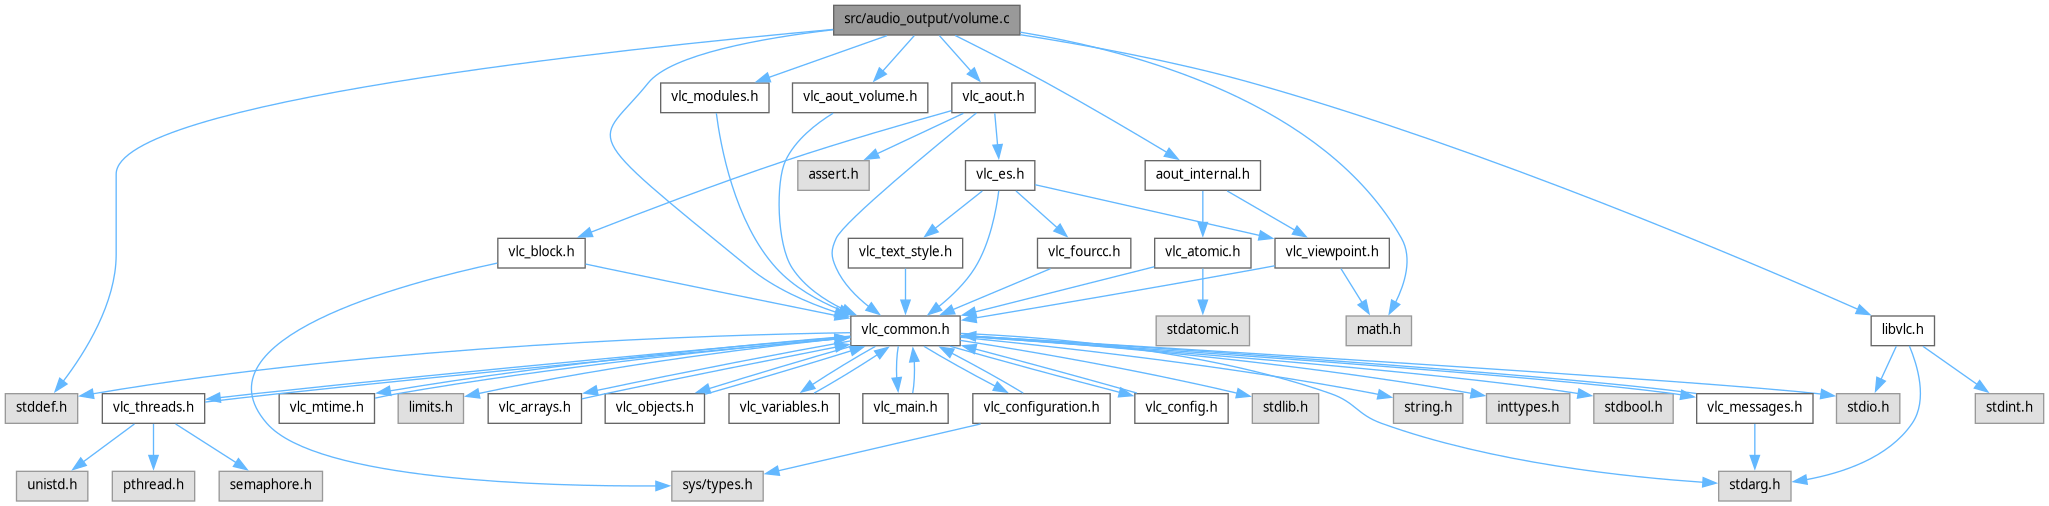 src/audio_output/volume.c
vlc_modules.h
vlc_aout_volume.h
vlc_aout.h
assert.h
vlc_es.h
aout_internal.h
vlc_block.h
vlc_text_style.h
vlc_fourcc.h
vlc_atomic.h
vlc_viewpoint.h
vlc_common.h
stdatomic.h
math.h
libvlc.h
stddef.h
vlc_threads.h
vlc_mtime.h
limits.h
vlc_arrays.h
vlc_objects.h
vlc_variables.h
vlc_main.h
vlc_configuration.h
vlc_config.h
stdlib.h
string.h
inttypes.h
stdbool.h
vlc_messages.h
stdio.h
stdint.h
unistd.h
pthread.h
semaphore.h
sys/types.h
stdarg.h